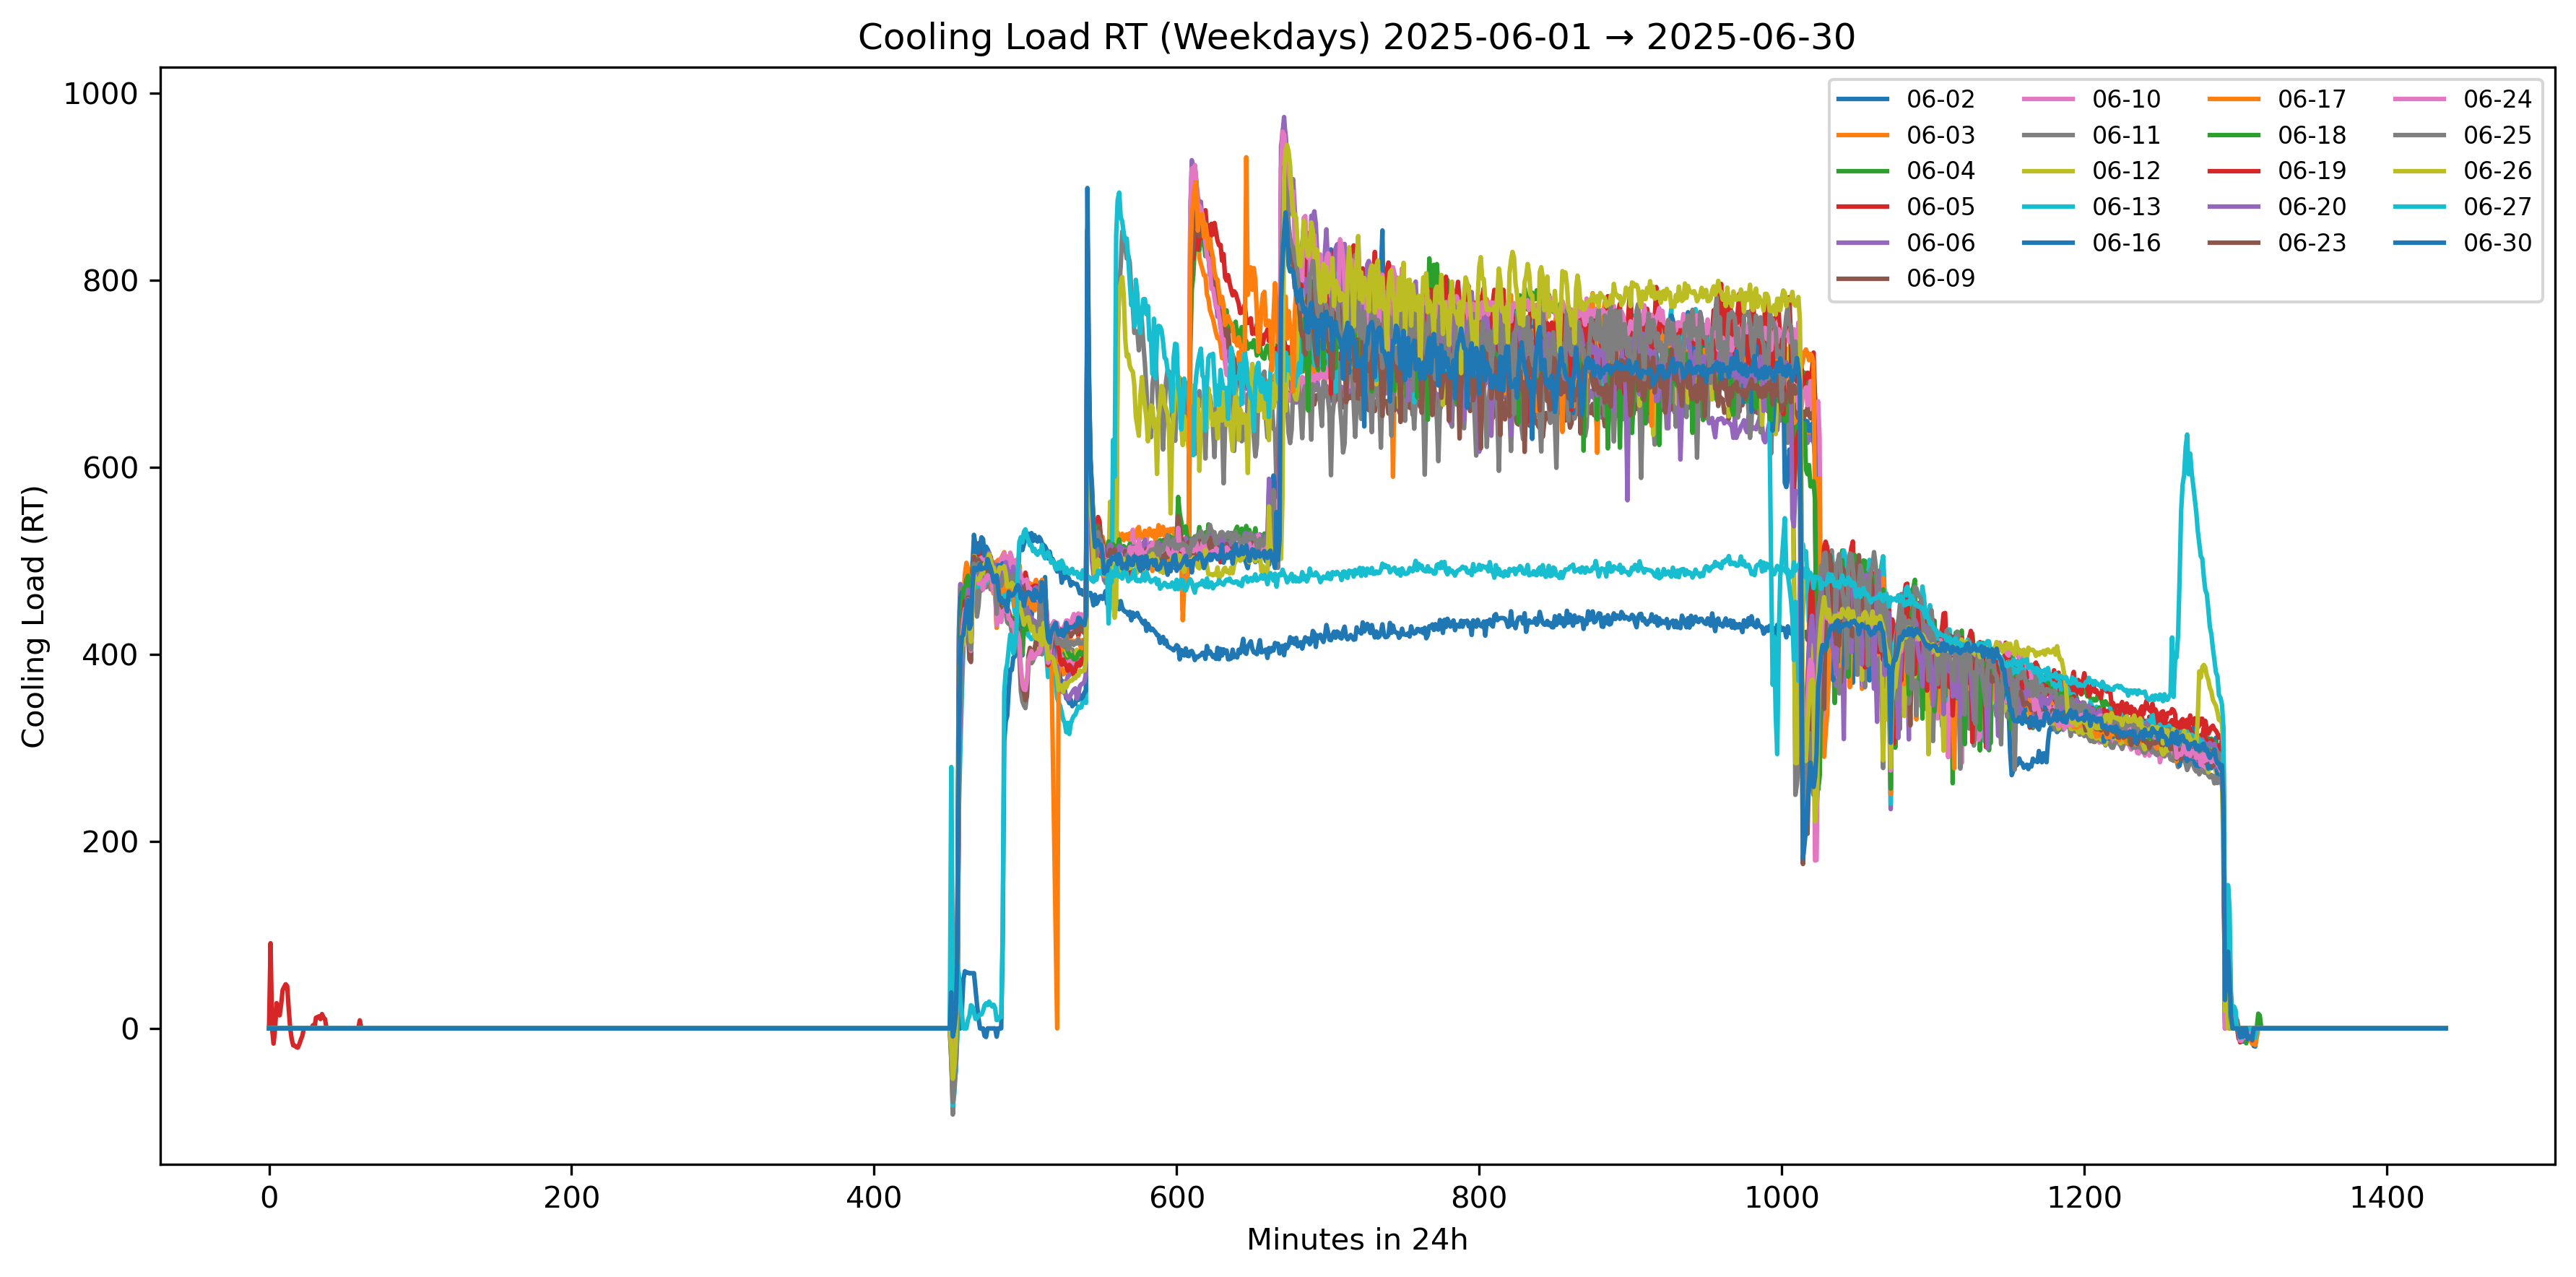 Cooling Load RT (Weekdays) 2025-06-01 → 2025-06-30
1000
800
600
400
200
0
Cooling Load (RT)
06-02 06-10 06-17 06-24
06-03 06-11 06-18 06-25
06-04 06-12 06-19 06-26
06-05 06-13 06-20 06-27
06-06 06-16 06-23 06-30
06-09
0 200 400 600 800 1000 1200 1400
Minutes in 24h